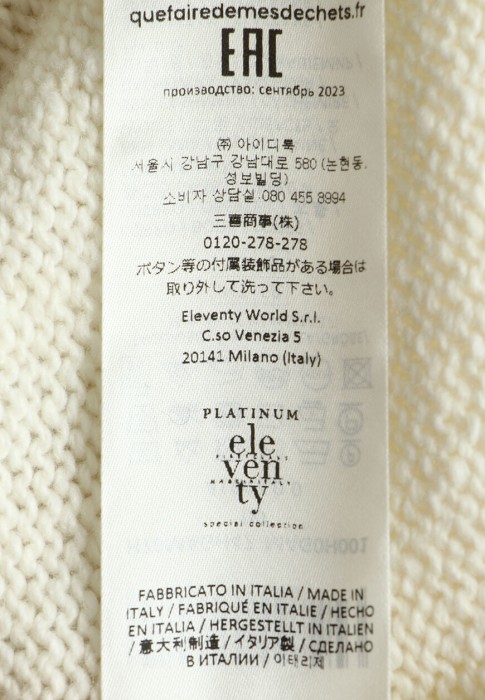 quefairedemesdechets.fr
EAC
производство: сентябрь 2023
㈜ 아이디룩
서울시 강남구 강남대로 580 (논현동,
성보빌딩)
소비자 상담실 080 455 8994
三喜商事(株)
0120-278-278
ボタン等の付属装飾品がある場合は
取り外して洗って下さい。
Eleventy World S.r.l.
C.so Venezia 5
20141 Milano (Italy)
PLATINUM
ele
ven
ty
special collection
FABBRICATO IN ITALIA / MADE IN
ITALY / FABRIQUÉ EN ITALIE / HECHO
EN ITALIA / HERGESTELLT IN ITALIEN
/ 意大利制造 / イタリア製 / СДЕЛАНО
В ИТАЛИИ / 이태리제